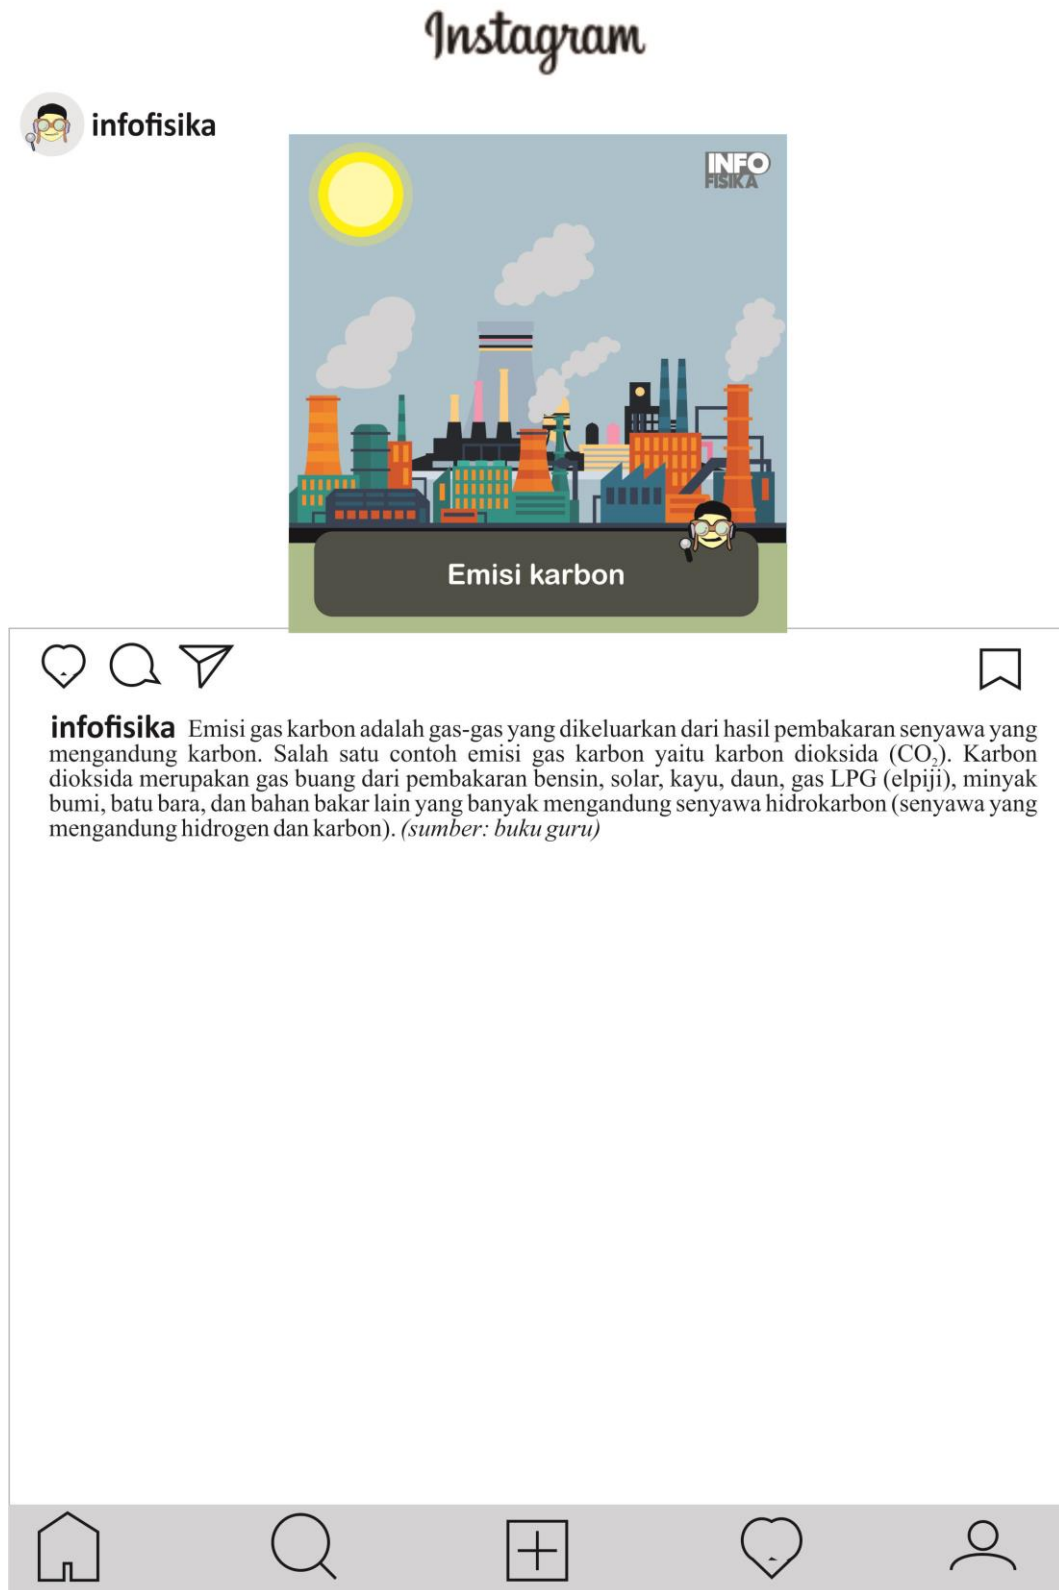 Instagram
infofisika
INFO
FISIKA
Emisi karbon
infofisika Emisi gas karbon adalah gas-gas yang dikeluarkan dari hasil pembakaran senyawa yang
mengandung karbon. Salah satu contoh emisi gas karbon yaitu karbon dioksida (CO₂). Karbon
dioksida merupakan gas buang dari pembakaran bensin, solar, kayu, daun, gas LPG (elpiji), minyak
bumi, batu bara, dan bahan bakar lain yang banyak mengandung senyawa hidrokarbon (senyawa yang
mengandung hidrogen dan karbon). (sumber: buku guru)